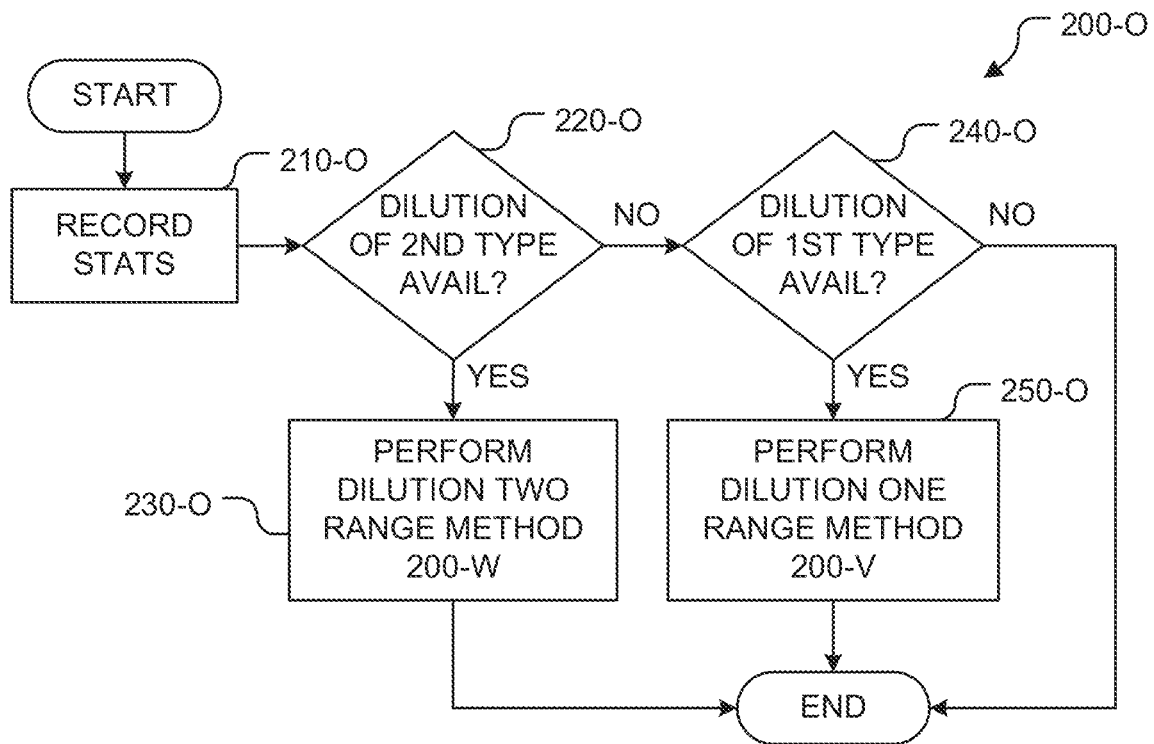 200-O
START
220-O
240-O
210-O
RECORD
STATS
DILUTION
OF 2ND TYPE
AVAIL?
NO
DILUTION
OF 1ST TYPE
AVAIL?
NO
YES
YES
250-O
230-O
PERFORM
DILUTION TWO
RANGE METHOD
200-W
PERFORM
DILUTION ONE
RANGE METHOD
200-V
END